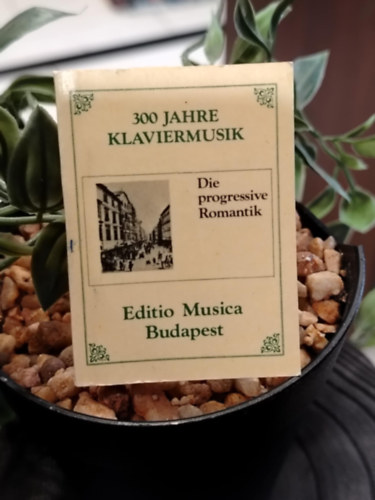 300 JAHRE
KLAVIERMUSIK
Die
progressive
Romantik
Editio Musica
Budapest